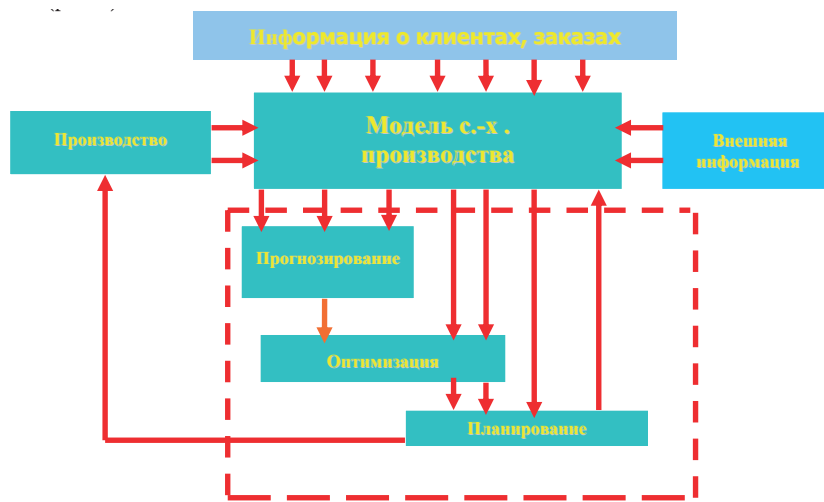 Информация о клиентах, заказах
Модель с.-х .
производства
Производство
Внешняя
информация
Прогнозирование
Оптимизация
Планирование